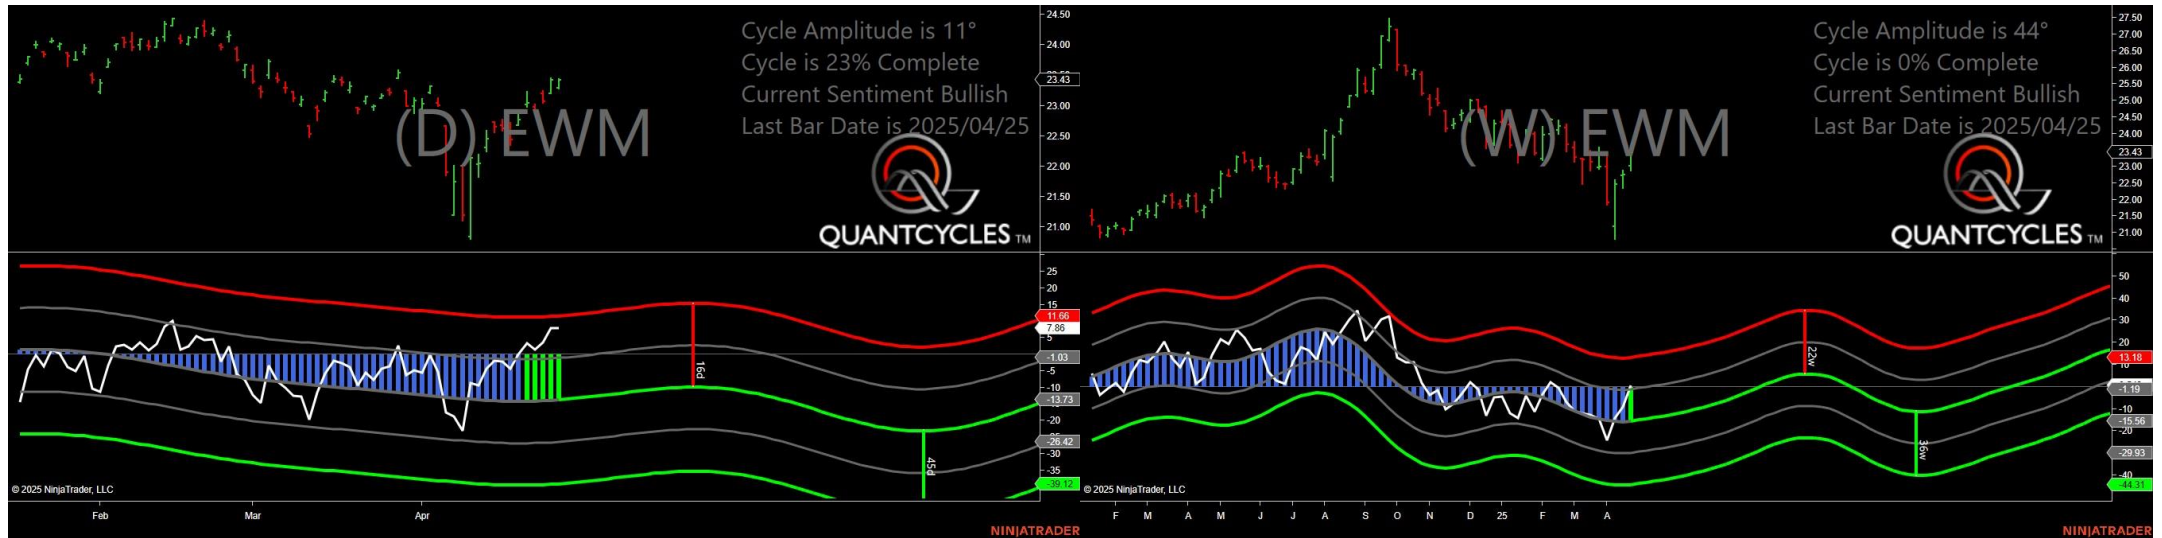 Cycle Amplitude is 11°
Cycle is 23% Complete
Current Sentiment Bullish
Last Bar Date is 2025/04/25
(D) EWM
QUANTCYCLES TM
24.50
24.00
23.43
23.00
22.50
22.00
21.50
21.00
25
20
15
11.66
7.86
5
-1.03
-5
-10
-13.73
-20
-26.42
-30
-35
-39.12
16d
45d
© 2025 NinjaTrader, LLC
Feb Mar Apr
NINJATRADER
Cycle Amplitude is 44°
Cycle is 0% Complete
Current Sentiment Bullish
Last Bar Date is 2025/04/25
(W) EWM
QUANTCYCLES TM
27.50
27.00
26.50
26.00
25.50
25.00
24.50
24.00
23.43
23.00
22.50
22.00
21.50
21.00
50
40
30
20
13.18
10
-1.19
-10
-15.56
-20
-29.93
-40
-44.31
22w
36w
© 2025 NinjaTrader, LLC
F M A M J J A S O N D 25 F M A
NINJATRADER